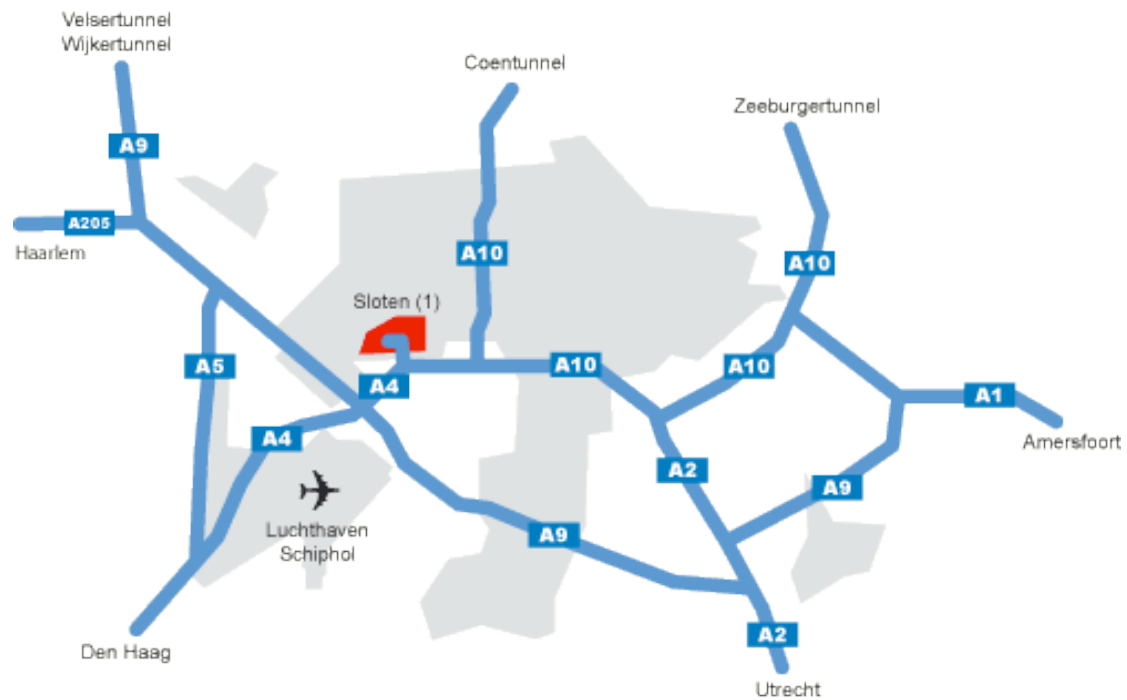 Velsertunnel
Wijkertunnel
Coentunnel
Zeeburgertunnel
A9
A205
Haarlem
A10
A10
Sloten (1)
A5
A4
A10
A10
A1
Amersfoort
A4
A2
A9
Luchthaven
Schiphol
A9
Den Haag
A2
Utrecht